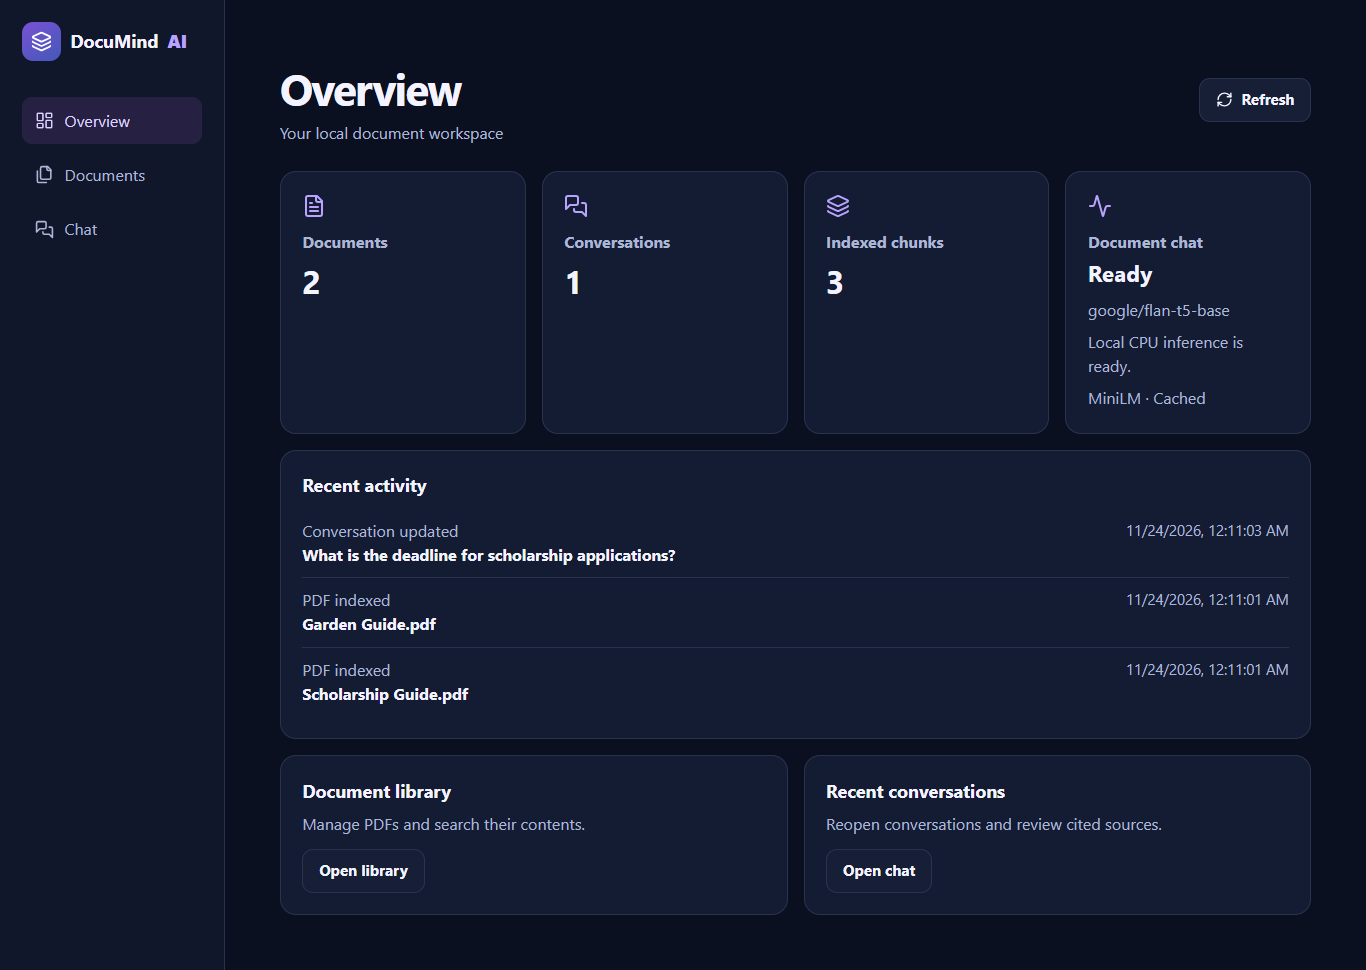 DocuMind AI
Overview
Documents
Chat
Overview
Your local document workspace
Refresh
Documents
2
Conversations
1
Indexed chunks
3
Document chat
Ready
google/flan-t5-base
Local CPU inference is
ready.
MiniLM · Cached
Recent activity
Conversation updated
11/24/2026, 12:11:03 AM
What is the deadline for scholarship applications?
PDF indexed
11/24/2026, 12:11:01 AM
Garden Guide.pdf
PDF indexed
11/24/2026, 12:11:01 AM
Scholarship Guide.pdf
Document library
Manage PDFs and search their contents.
Open library
Recent conversations
Reopen conversations and review cited sources.
Open chat